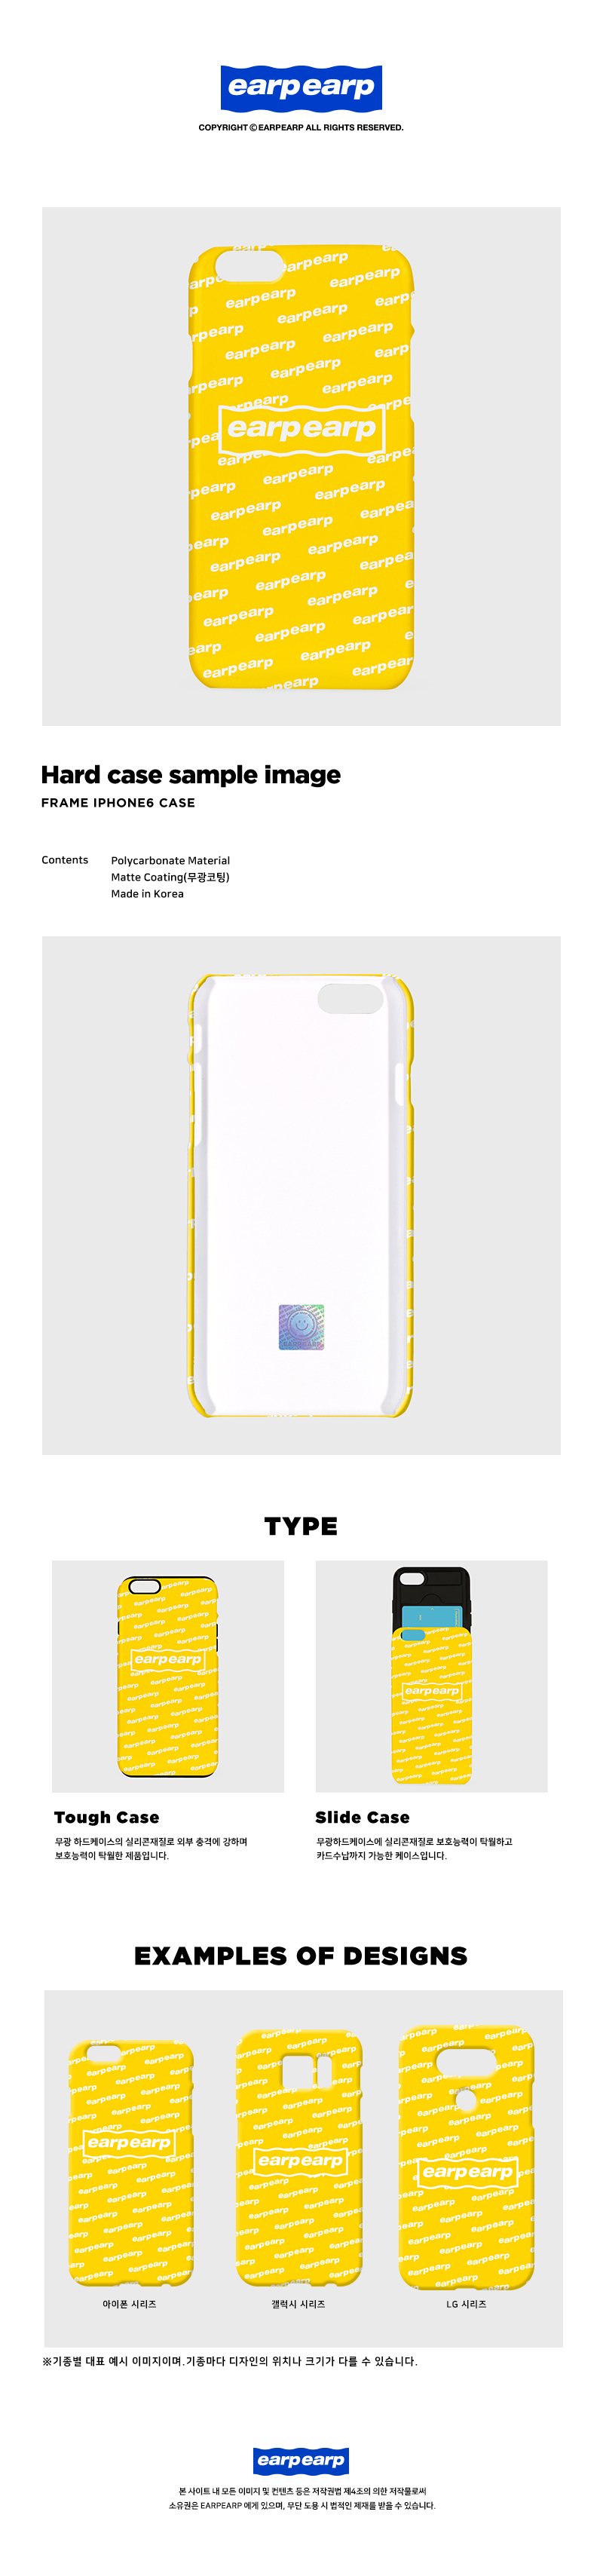 earpearp
COPYRIGHT © EARPEARP ALL RIGHTS RESERVED.
earpearp
Hard case sample image
FRAME IPHONE6 CASE
Contents
Polycarbonate Material
Matte Coating(무광코팅)
Made in Korea
TYPE
earpearp
earpearp
Tough Case
무광 하드케이스의 실리콘재질로 외부 충격에 강하며
보호능력이 탁월한 제품입니다.
Slide Case
무광하드케이스에 실리콘재질로 보호능력이 탁월하고
카드수납까지 가능한 케이스입니다.
EXAMPLES OF DESIGNS
earpearp
earpearp
earpearp
아이폰 시리즈
갤럭시 시리즈
LG 시리즈
※기종별 대표 예시 이미지이며,기종마다 디자인의 위치나 크기가 다를 수 있습니다.
earpearp
본 사이트 내 모든 이미지 및 컨텐츠 등은 저작권법 제4조의 의한 저작물로써
소유권은 EARPEARP 에게 있으며, 무단 도용 시 법적인 제재를 받을 수 있습니다.